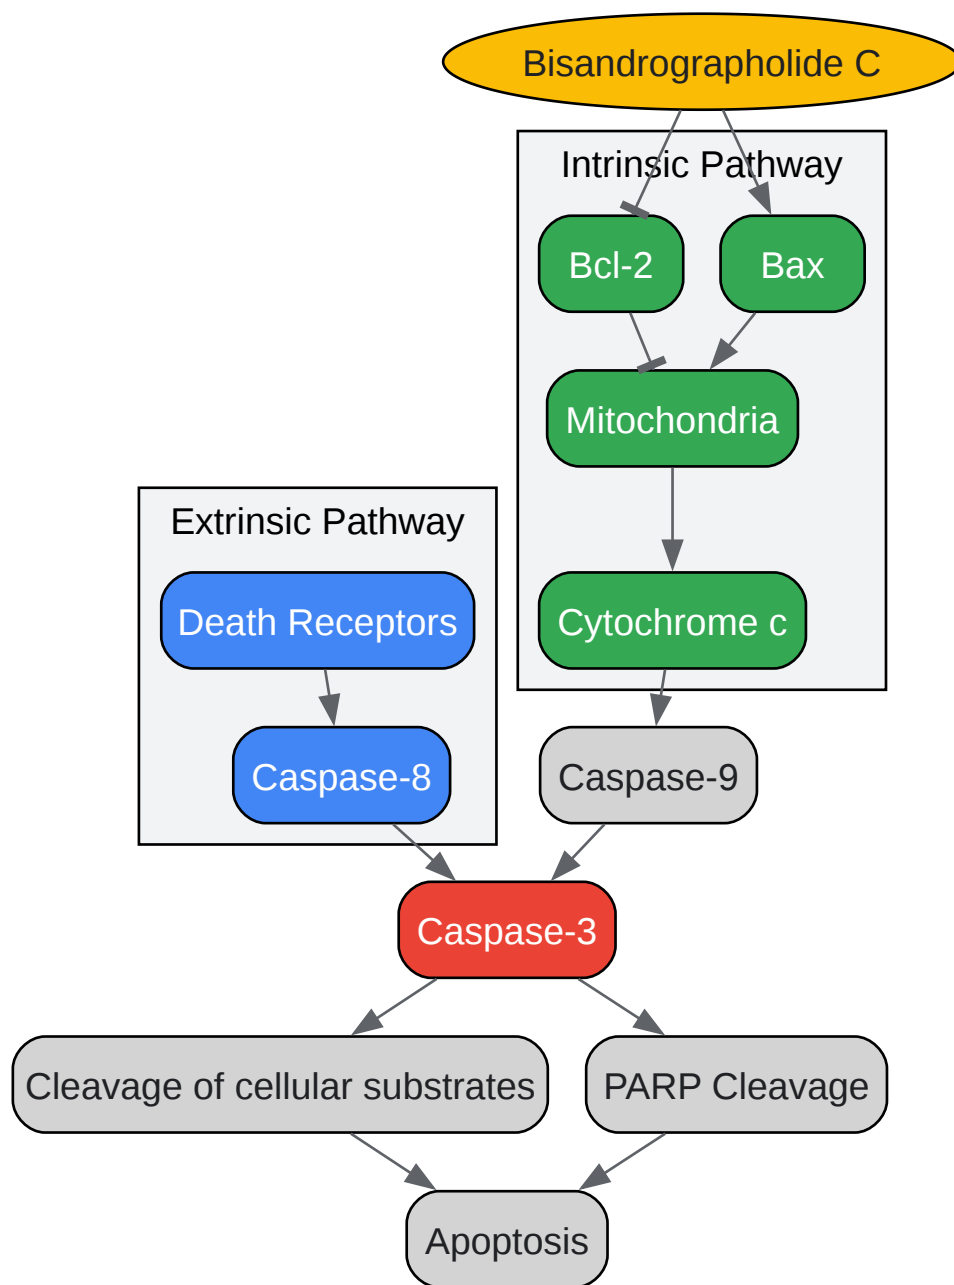 Bisandrographolide C
Intrinsic Pathway
Bcl-2
Bax
Mitochondria
Extrinsic Pathway
Death Receptors
Cytochrome c
Caspase-8
Caspase-9
Caspase-3
Cleavage of cellular substrates
PARP Cleavage
Apoptosis